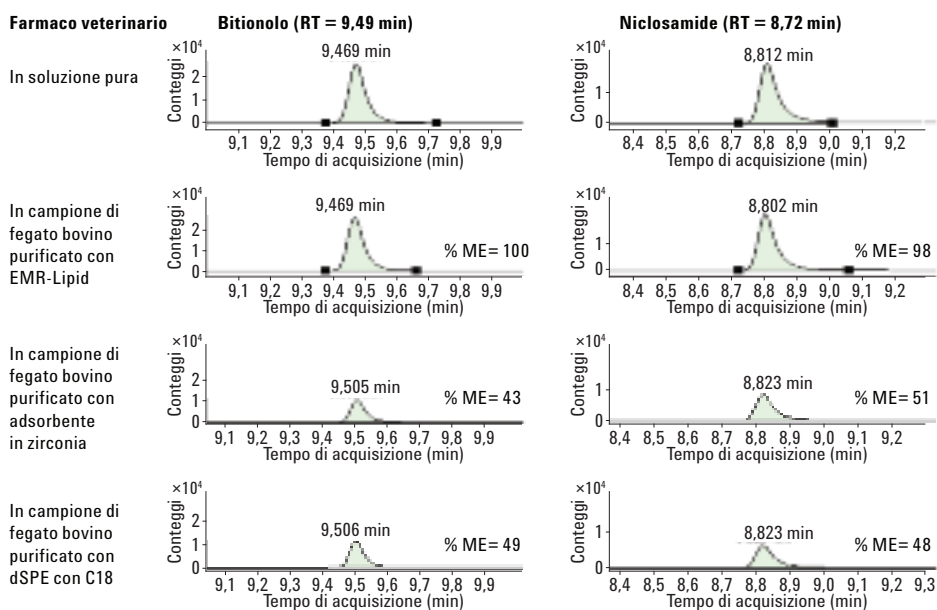 Farmaco veterinario
Bitionolo (RT = 9,49 min)
Niclosamide (RT = 8,72 min)
In soluzione pura
×10⁴
Conteggi
2
1
0
9,469 min
9,1 9,2 9,3 9,4 9,5 9,6 9,7 9,8 9,9
Tempo di acquisizione (min)
×10⁴
Conteggi
1
0
8,812 min
8,4 8,5 8,6 8,7 8,8 8,9 9,0 9,1 9,2
Tempo di acquisizione (min)
In campione di
fegato bovino
purificato con
EMR-Lipid
×10⁴
Conteggi
2
1
0
9,469 min
% ME= 100
9,1 9,2 9,3 9,4 9,5 9,6 9,7 9,8 9,9
Tempo di acquisizione (min)
×10⁴
Conteggi
1
0
8,802 min
% ME= 98
8,4 8,5 8,6 8,7 8,8 8,9 9,0 9,1 9,2
Tempo di acquisizione (min)
In campione di
fegato bovino
purificato con
adsorbente
in zirconia
×10⁴
Conteggi
2
1
0
9,505 min
% ME= 43
9,1 9,2 9,3 9,4 9,5 9,6 9,7 9,8 9,9
Tempo di acquisizione (min)
×10⁴
Conteggi
1
0
8,823 min
% ME= 51
8,4 8,5 8,6 8,7 8,8 8,9 9,0 9,1 9,2
Tempo di acquisizione (min)
In campione di
fegato bovino
purificato con
dSPE con C18
×10⁴
Conteggi
2
1
0
9,506 min
% ME= 49
9,1 9,2 9,3 9,4 9,5 9,6 9,7 9,8 9,9
Tempo di acquisizione (min)
×10⁴
Conteggi
1
0
8,823 min
% ME= 48
8,4 8,5 8,6 8,7 8,8 8,9 9,0 9,1 9,2 9,3
Tempo di acquisizione (min)